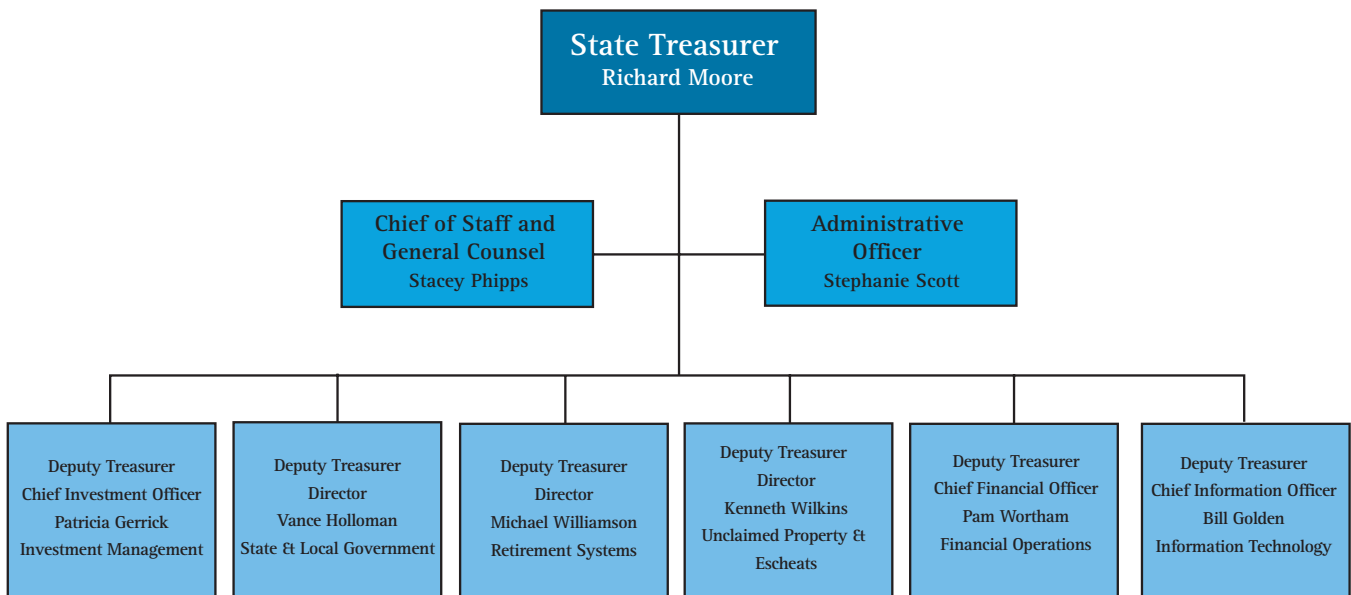 State Treasurer
Richard Moore
Chief of Staff and
General Counsel
Stacey Phipps
Administrative
Officer
Stephanie Scott
Deputy Treasurer
Chief Investment Officer
Patricia Gerrick
Investment Management
Deputy Treasurer
Director
Vance Holloman
State & Local Government
Deputy Treasurer
Director
Michael Williamson
Retirement Systems
Deputy Treasurer
Director
Kenneth Wilkins
Unclaimed Property &
Escheats
Deputy Treasurer
Chief Financial Officer
Pam Wortham
Financial Operations
Deputy Treasurer
Chief Information Officer
Bill Golden
Information Technology